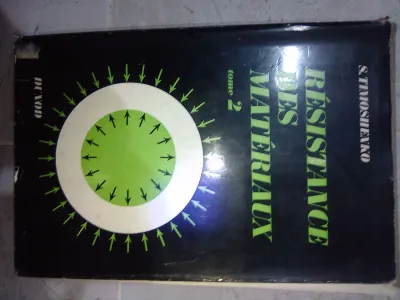 S. TIMOSHENKO
RÉSISTANCE
DES
MATÉRIAUX
tome 2
DUNOD